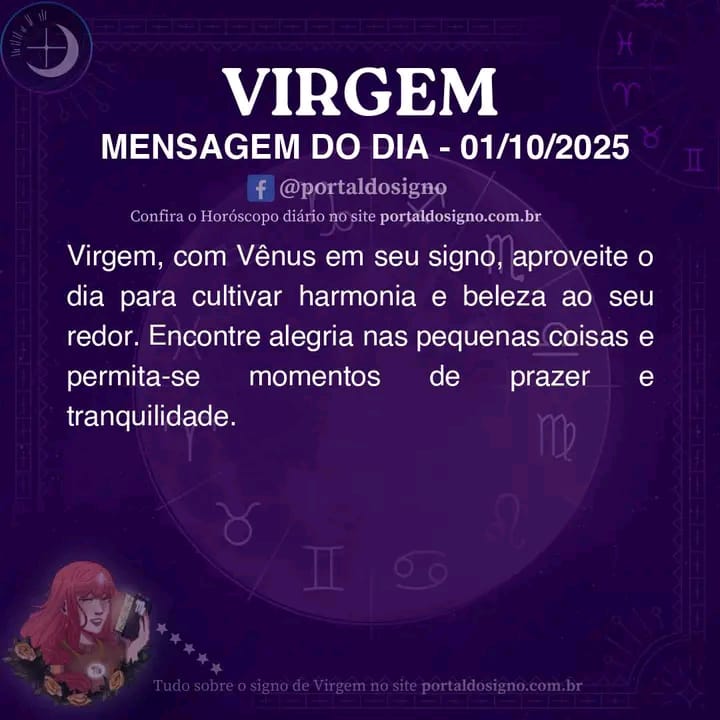 VIRGEM
MENSAGEM DO DIA - 01/10/2025
@portaldosigno
Confira o Horóscopo diário no site portaldosigno.com.br
Virgem, com Vênus em seu signo, aproveite o
dia para cultivar harmonia e beleza ao seu
redor. Encontre alegria nas pequenas coisas e
permita-se momentos de prazer e
tranquilidade.
Tudo sobre o signo de Virgem no site portaldosigno.com.br